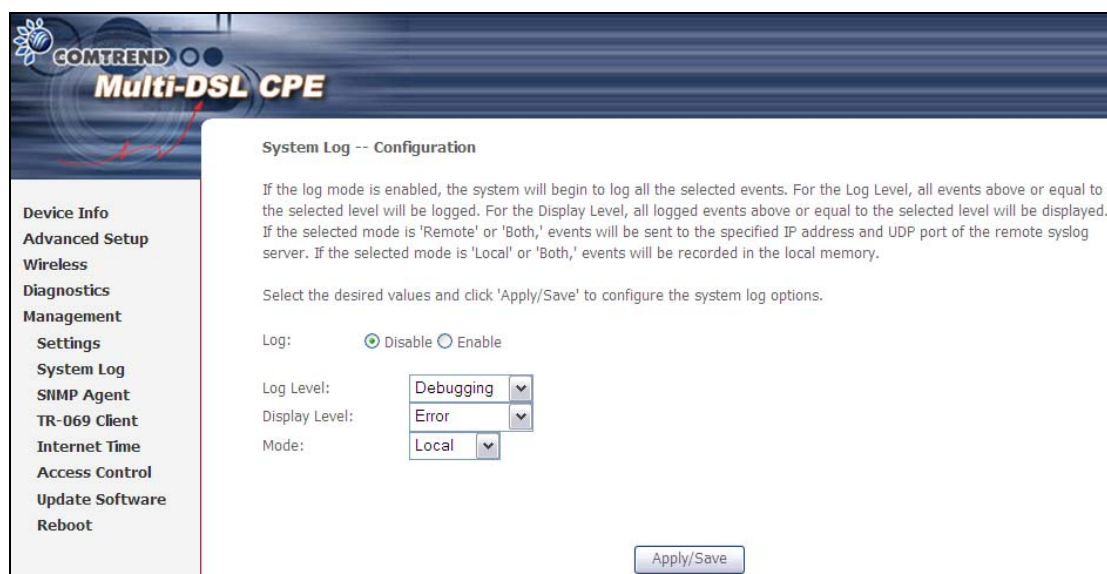 COMTREND
Multi-DSL CPE
Device Info
Advanced Setup
Wireless
Diagnostics
Management
Settings
System Log
SNMP Agent
TR-069 Client
Internet Time
Access Control
Update Software
Reboot
System Log -- Configuration
If the log mode is enabled, the system will begin to log all the selected events. For the Log Level, all events above or equal to
the selected level will be logged. For the Display Level, all logged events above or equal to the selected level will be displayed.
If the selected mode is 'Remote' or 'Both,' events will be sent to the specified IP address and UDP port of the remote syslog
server. If the selected mode is 'Local' or 'Both,' events will be recorded in the local memory.
Select the desired values and click 'Apply/Save' to configure the system log options.
Log: Disable Enable
Log Level: Debugging
Display Level: Error
Mode: Local
Apply/Save